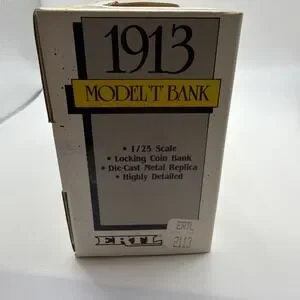 1913
MODEL 'T' BANK
• 1/25 Scale
• Locking Coin Bank
• Die-Cast Metal Replica
• Highly Detailed
ERTL
ERTL
2113